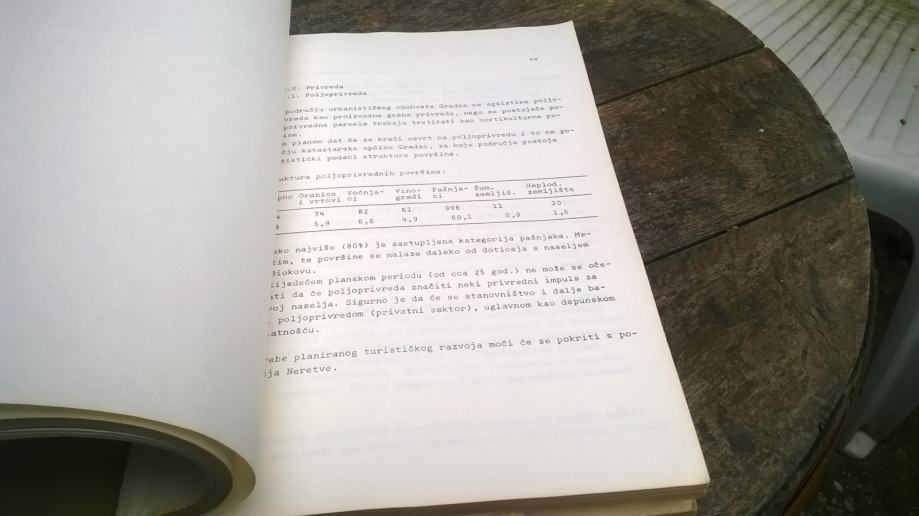 44
.0. Privreda
.1. Poljoprivreda
području urbanističkog obuhvata Gradca ne egzistira poljo-
vreda kao proizvodna grana privreda, nego se postojeće po-
privredne parcele trebaju tretirati kao hortikulturne po-
ine.
m planom dat će se kraći osvrt na poljoprivredu i to na po-
čju katastarske općine Gradac, za koje područje postoje
tistički podaci strukture površina.
uktura poljoprivrednih površina:
pno Oranice Voćnja- Vino- Pašnja- Šum. Neplod.
i vrtovi ci gradi ci zemljiš. zemljište
4 74 82 61 996 11 20
% 5,9 6,6 4,9 80,1 0,9 1,6
sko najviše (80%) je zastupljena kategorija pašnjaka. Me-
tim, te površine se nalaze daleko od doticaja s naseljem
Biokovu.
lijedećem planskom periodu (od cca 25 god.) ne može se oče-
ati da će poljoprivreda značiti neki privredni impuls za
voj naselja. Sigurno je da će se stanovništvo i dalje ba-
. poljoprivredom (privatni sektor), uglavnom kao depunskom
.atnošću.
rebe planiranog turističkog razvoja moći će se pokriti s po-
ja Neretve.